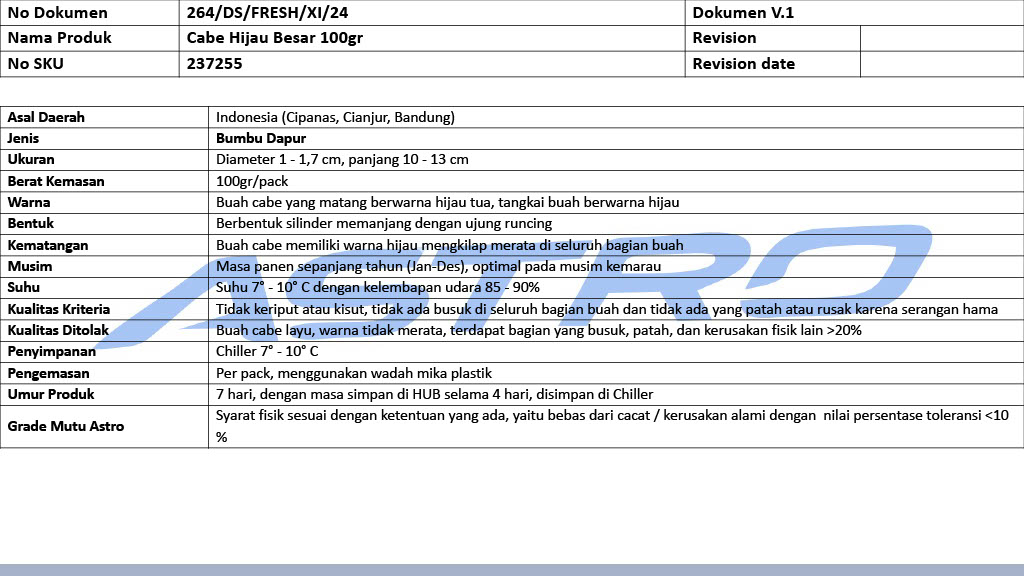 No Dokumen 264/DS/FRESH/XI/24 Dokumen V.1
Nama Produk Cabe Hijau Besar 100gr Revision
No SKU 237255 Revision date
Asal Daerah Indonesia (Cipanas, Cianjur, Bandung)
Jenis Bumbu Dapur
Ukuran Diameter 1 - 1,7 cm, panjang 10 - 13 cm
Berat Kemasan 100gr/pack
Warna Buah cabe yang matang berwarna hijau tua, tangkai buah berwarna hijau
Bentuk Berbentuk silinder memanjang dengan ujung runcing
Kematangan Buah cabe memiliki warna hijau mengkilap merata di seluruh bagian buah
Musim Masa panen sepanjang tahun (Jan-Des), optimal pada musim kemarau
Suhu Suhu 7° - 10° C dengan kelembapan udara 85 - 90%
Kualitas Kriteria Tidak keriput atau kisut, tidak ada busuk di seluruh bagian buah dan tidak ada yang patah atau rusak karena serangan hama
Kualitas Ditolak Buah cabe layu, warna tidak merata, terdapat bagian yang busuk, patah, dan kerusakan fisik lain >20%
Penyimpanan Chiller 7° - 10° C
Pengemasan Per pack, menggunakan wadah mika plastik
Umur Produk 7 hari, dengan masa simpan di HUB selama 4 hari, disimpan di Chiller
Grade Mutu Astro Syarat fisik sesuai dengan ketentuan yang ada, yaitu bebas dari cacat / kerusakan alami dengan  nilai persentase toleransi <10
%
ASTRO